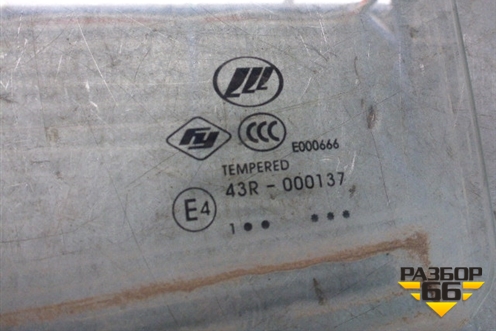 CCC E000666
TEMPERED
43R - 000137
E4
1 •• •••
РАЗБОР
66